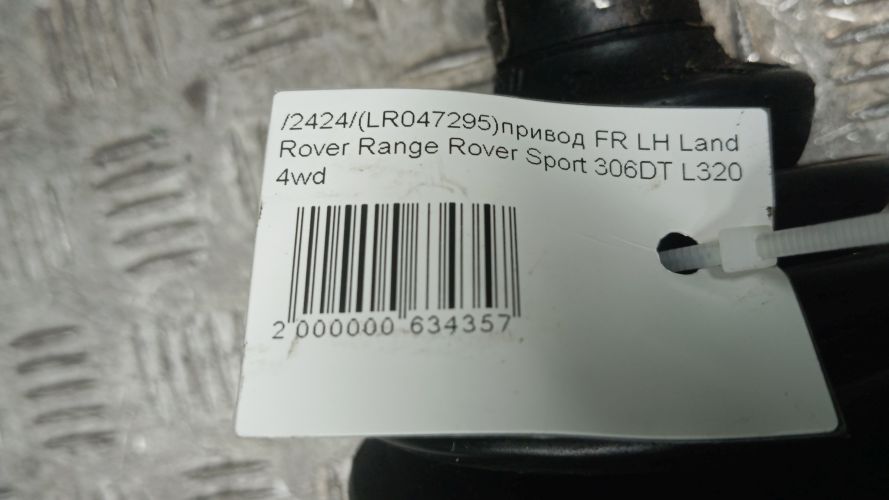 /2424/(LR047295)привод FR LH Land
Rover Range Rover Sport 306DT L320
4wd
2 000000 634357